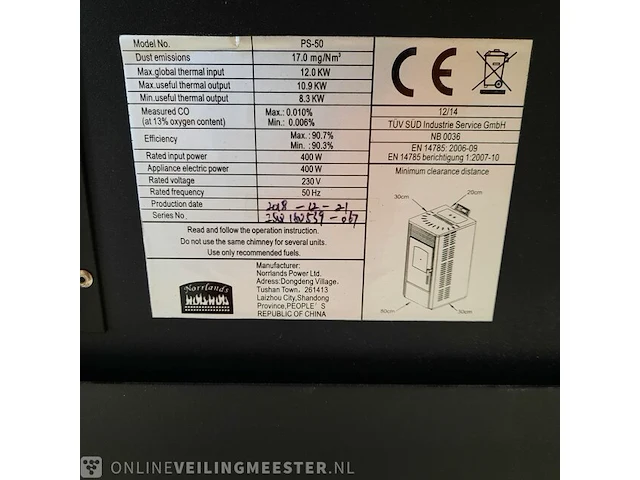 Model No. PS-50
Dust emissions 17.0 mg/Nm³
Max.global thermal input 12.0 KW
Max.useful thermal output 10.9 KW
Min.useful thermal output 8.3 KW
Measured CO Max.: 0.010%
(at 13% oxygen content) Min.: 0.006%
Efficiency Max.: 90.7%
Min.: 90.3%
Rated input power 400 W
Appliance electric power 400 W
Rated voltage 230 V
Rated frequency 50 Hz
Production date 2018-12-21
Series No.
Read and follow the operation instruction.
Do not use the same chimney for several units.
Use only recommended fuels.
Norrlands
Manufacturer:
Norrlands Power Ltd.
Adress:Dongdeng Village,
Tushan Town, 261413
Laizhou City,Shandong
Province,PEOPLE'S
REPUBLIC OF CHINA
CE
12/14
TÜV SÜD Industrie Service GmbH
NB 0036
EN 14785: 2006-09
EN 14785 berichtigung 1:2007-10
Minimum clearance distance
30cm
20cm
80cm
30cm
ONLINEVEILINGMEESTER.NL